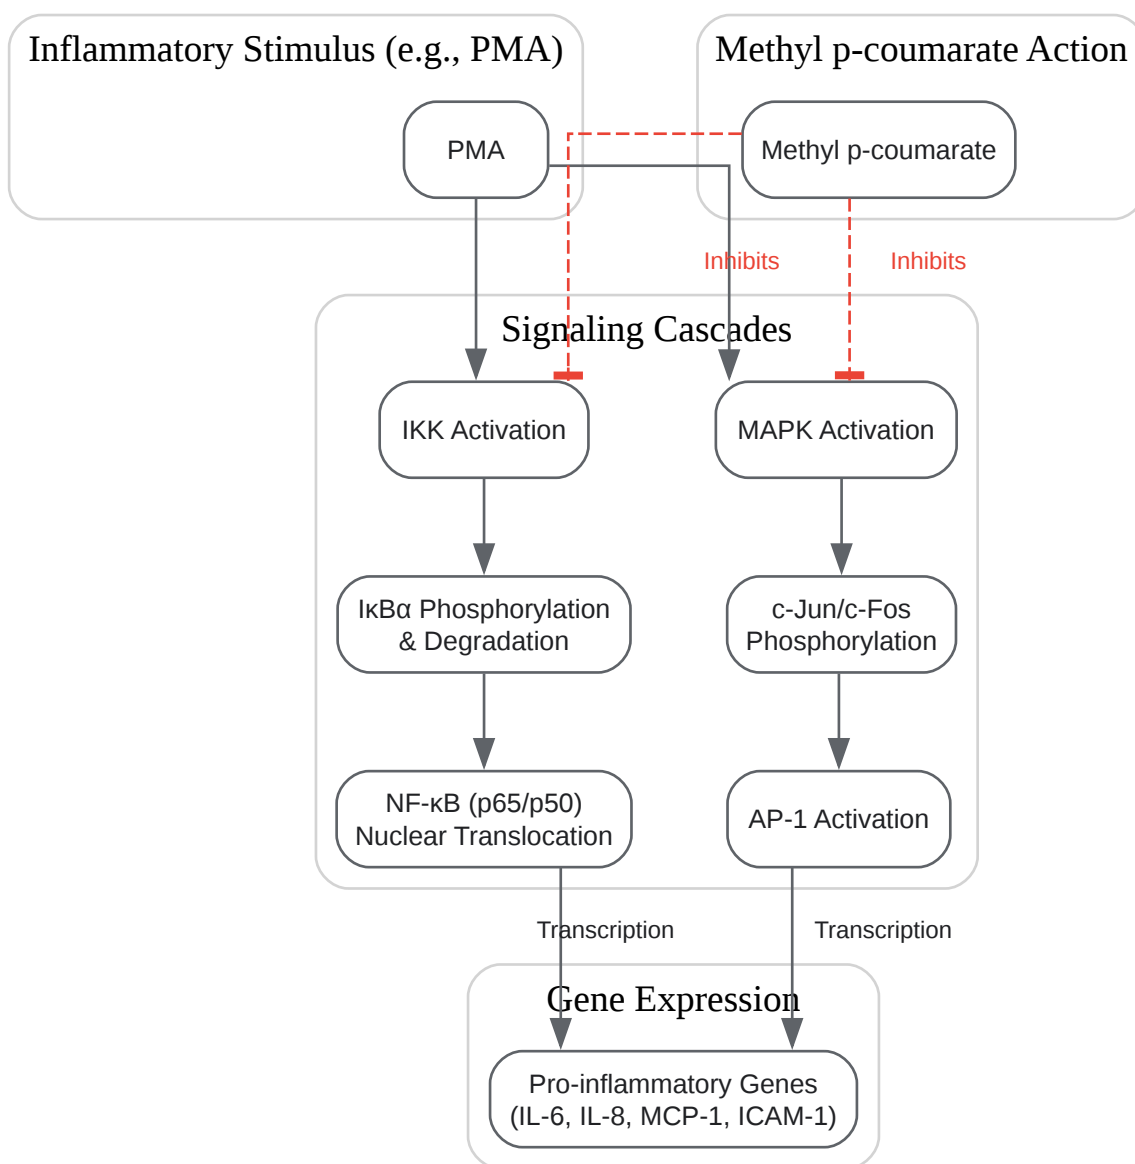 Inflammatory Stimulus (e.g., PMA)
Methyl p-coumarate Action
PMA
Methyl p-coumarate
Inhibits
Inhibits
Signaling Cascades
IKK Activation
MAPK Activation
IκBα Phosphorylation
& Degradation
c-Jun/c-Fos
Phosphorylation
NF-κB (p65/p50)
Nuclear Translocation
AP-1 Activation
Transcription
Transcription
Gene Expression
Pro-inflammatory Genes
(IL-6, IL-8, MCP-1, ICAM-1)